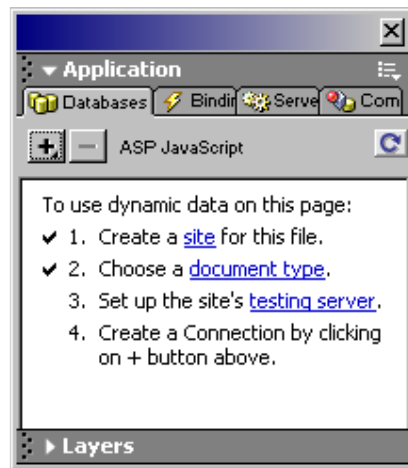 Application
Databases Bindin Serve Com
ASP JavaScript
To use dynamic data on this page:
1. Create a site for this file.
2. Choose a document type.
3. Set up the site's testing server.
4. Create a Connection by clicking
on + button above.
Layers